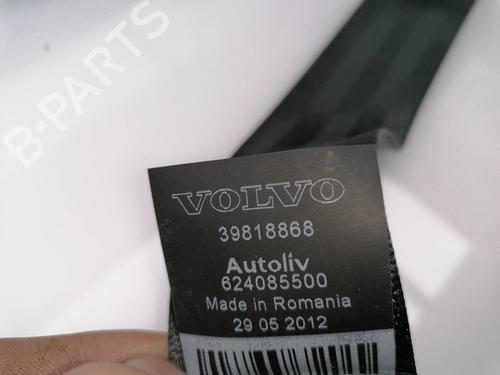 B-PARTS
VOLVO
39818868
Autoliv
624085500
Made in Romania
29 05 2012